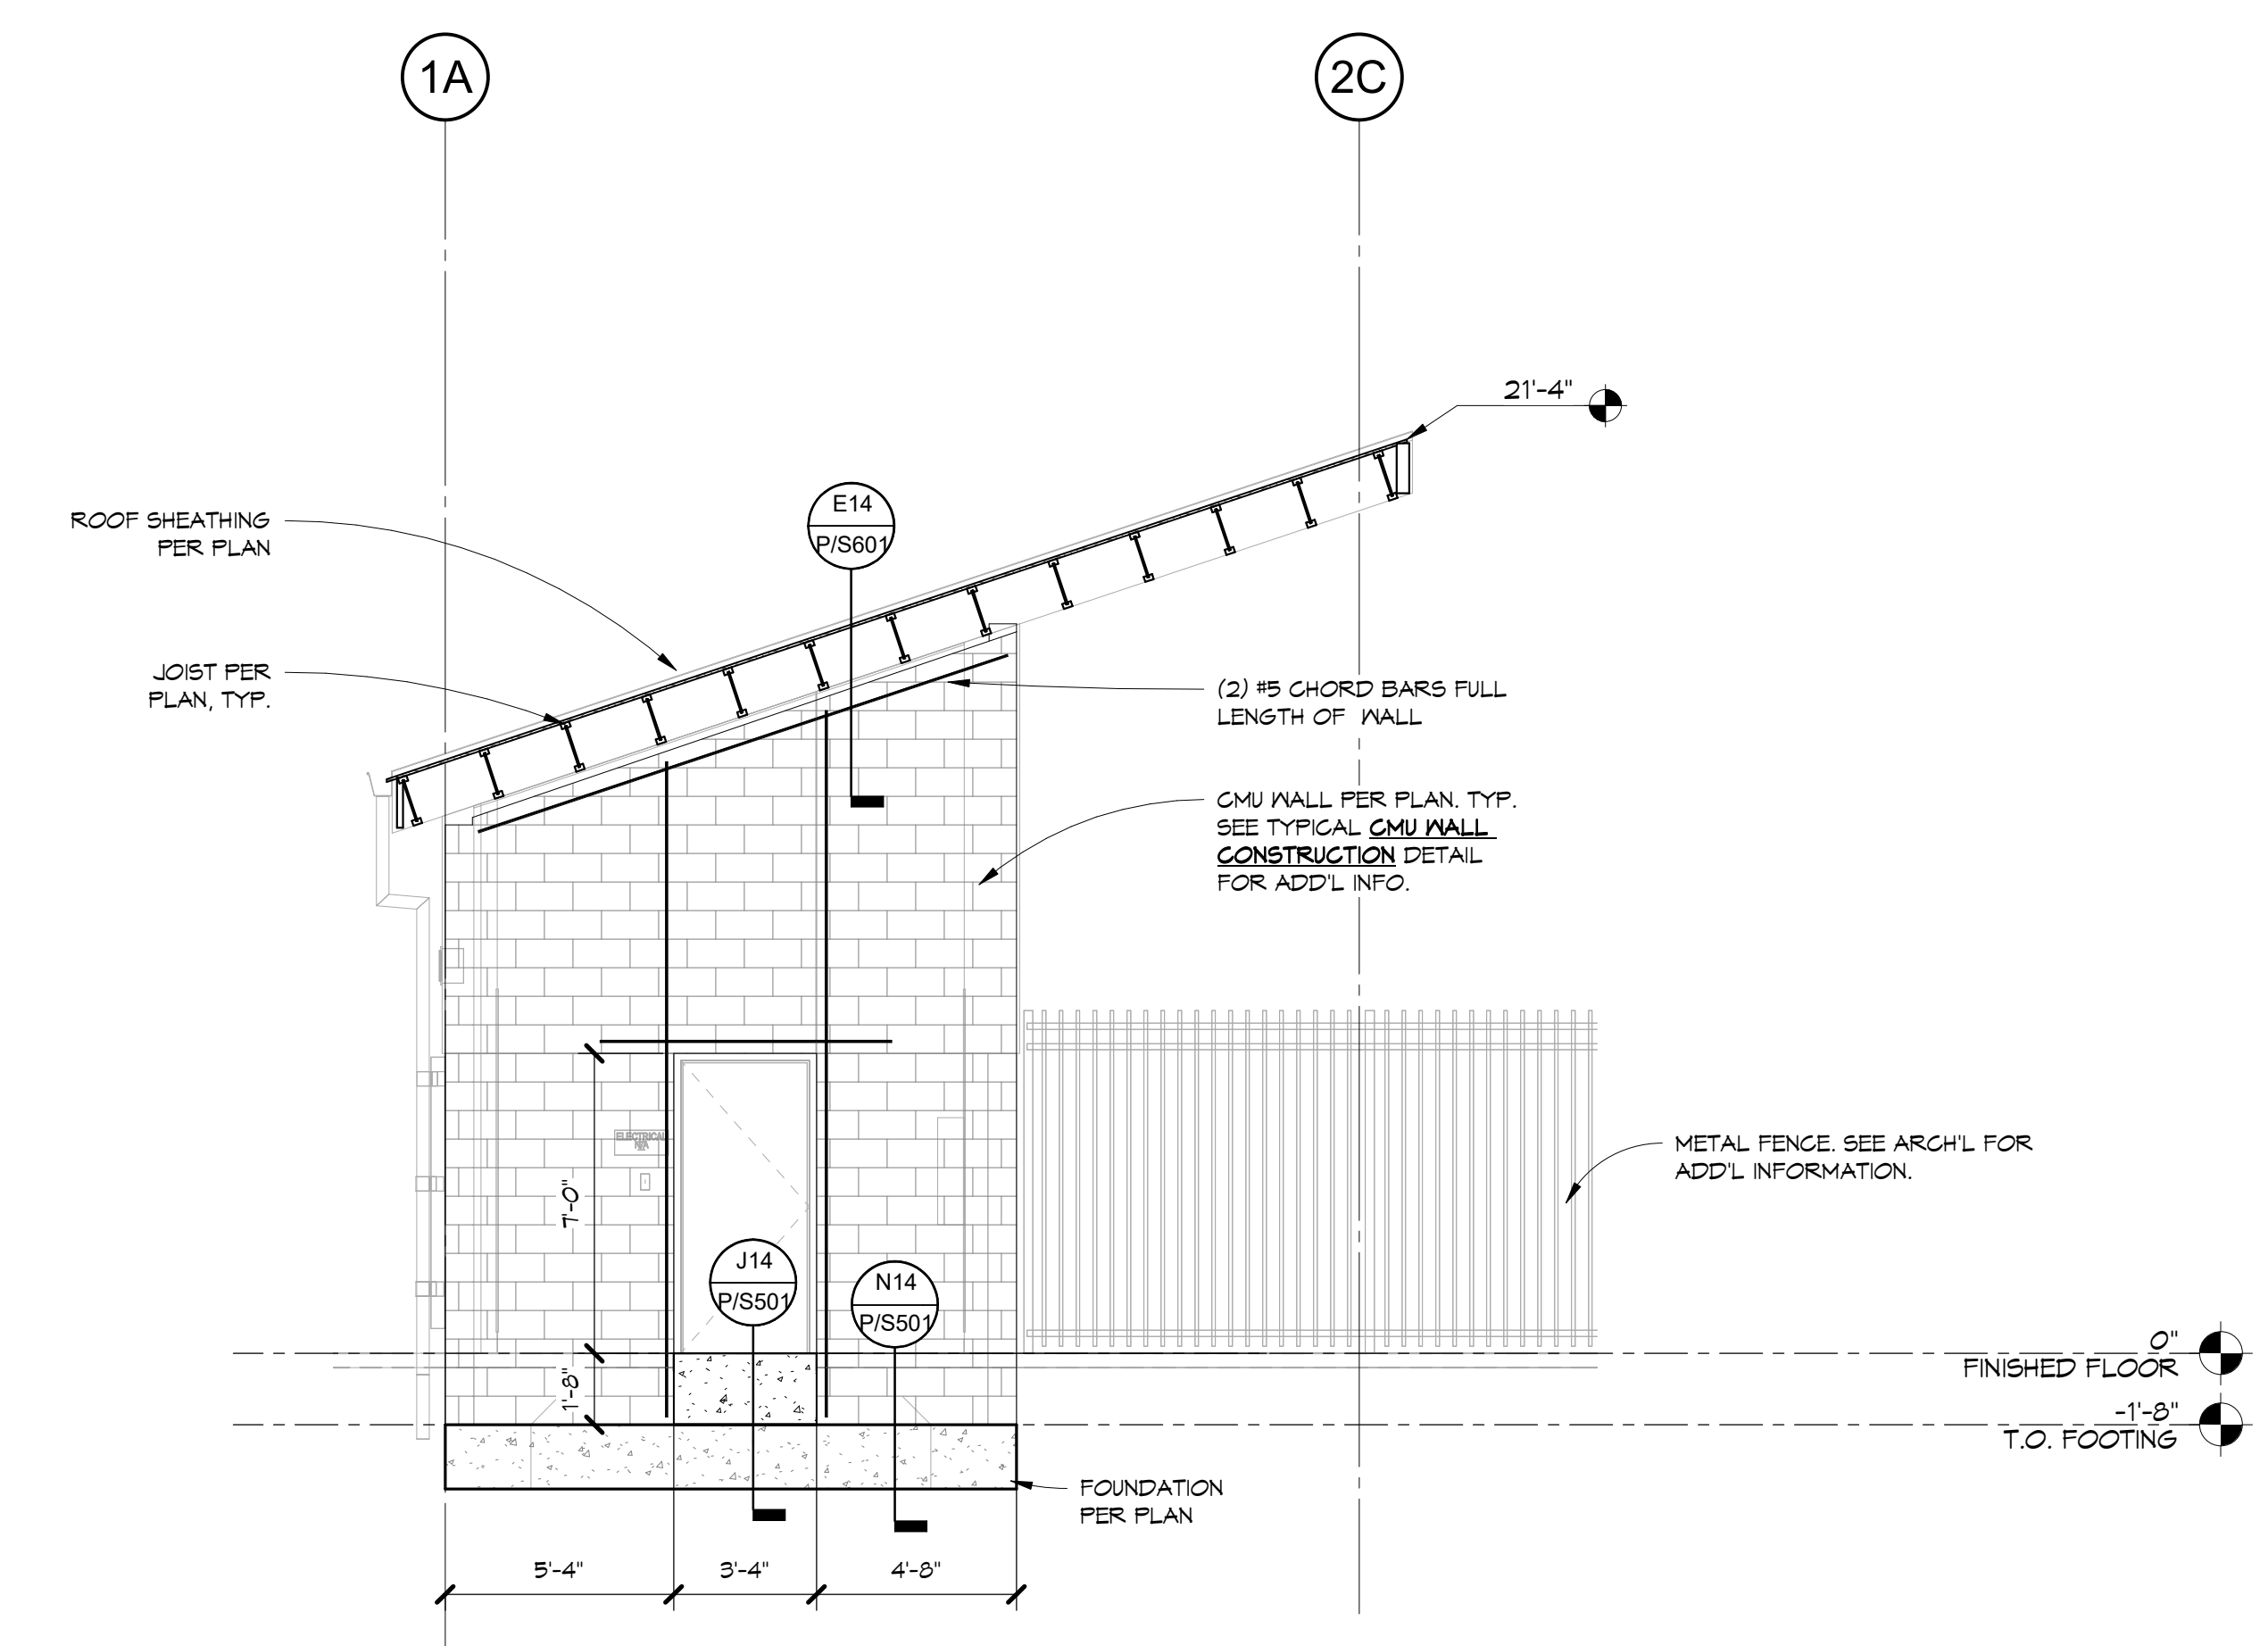 1A
2C
21'-4"
E14
P/S601
ROOF SHEATHING
PER PLAN
JOIST PER
PLAN, TYP.
(2) #5 CHORD BARS FULL
LENGTH OF WALL
CMU WALL PER PLAN. TYP.
SEE TYPICAL CMU WALL
CONSTRUCTION DETAIL
FOR ADD'L INFO.
ELECTRICAL
N/A
METAL FENCE. SEE ARCH'L FOR
ADD'L INFORMATION.
7'-0"
J14
P/S501
N14
P/S501
0"
FINISHED FLOOR
1'-8"
-1'-8"
T.O. FOOTING
FOUNDATION
PER PLAN
5'-4"
3'-4"
4'-8"